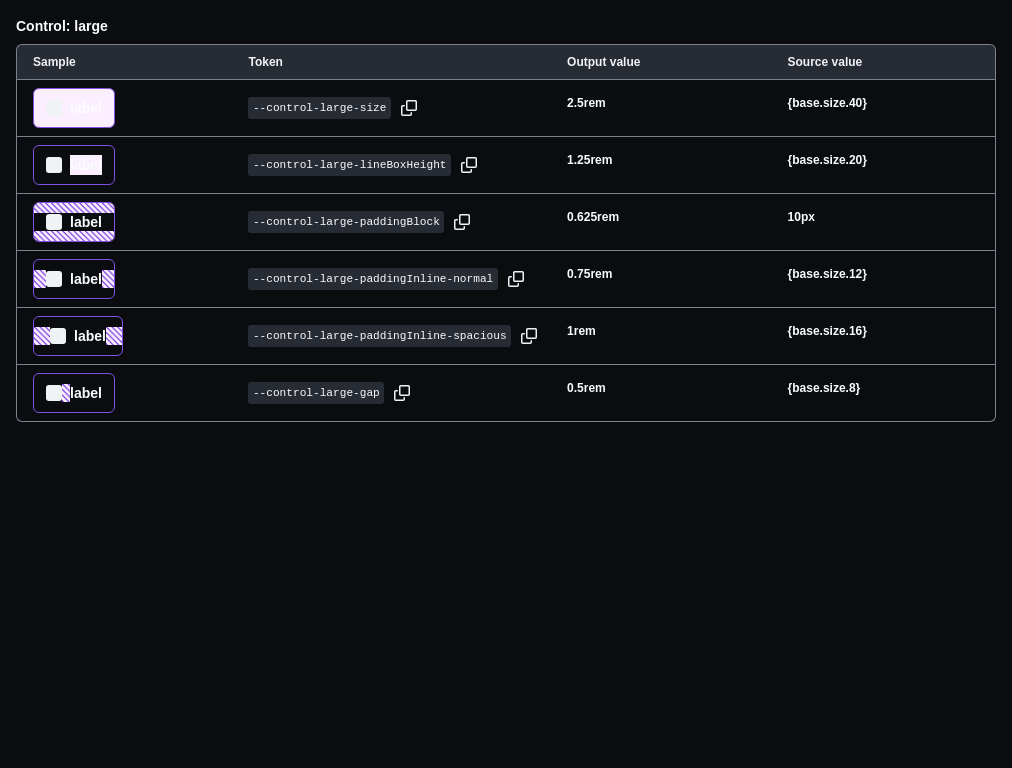 Control: large
Sample Token Output value Source value
label --control-large-size 2.5rem {base.size.40}
label --control-large-lineBoxHeight 1.25rem {base.size.20}
label --control-large-paddingBlock 0.625rem 10px
label --control-large-paddingInline-normal 0.75rem {base.size.12}
label --control-large-paddingInline-spacious 1rem {base.size.16}
label --control-large-gap 0.5rem {base.size.8}